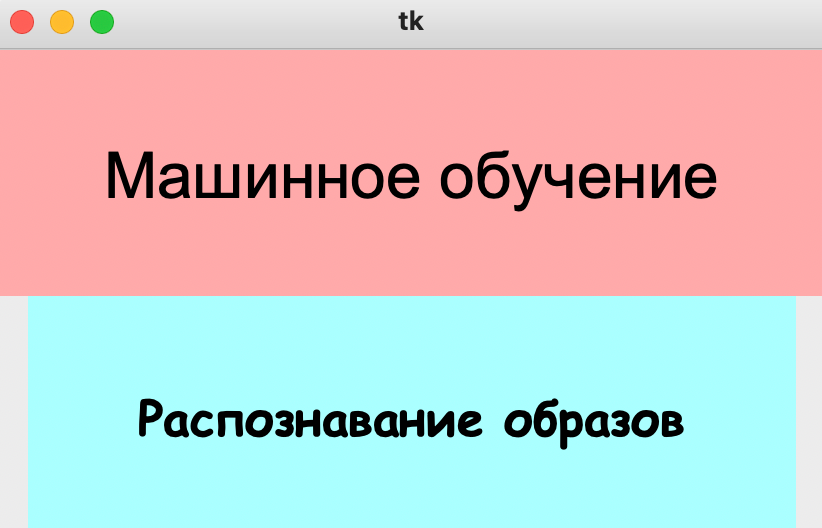 tk
Машинное обучение
Распознавание образов